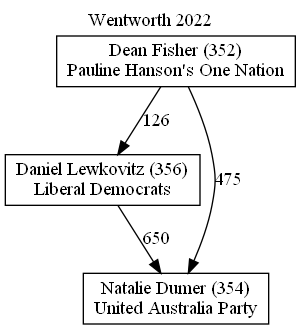 Wentworth 2022
Dean Fisher (352)
Pauline Hanson's One Nation
126
Daniel Lewkovitz (356)
Liberal Democrats
475
650
Natalie Dumer (354)
United Australia Party